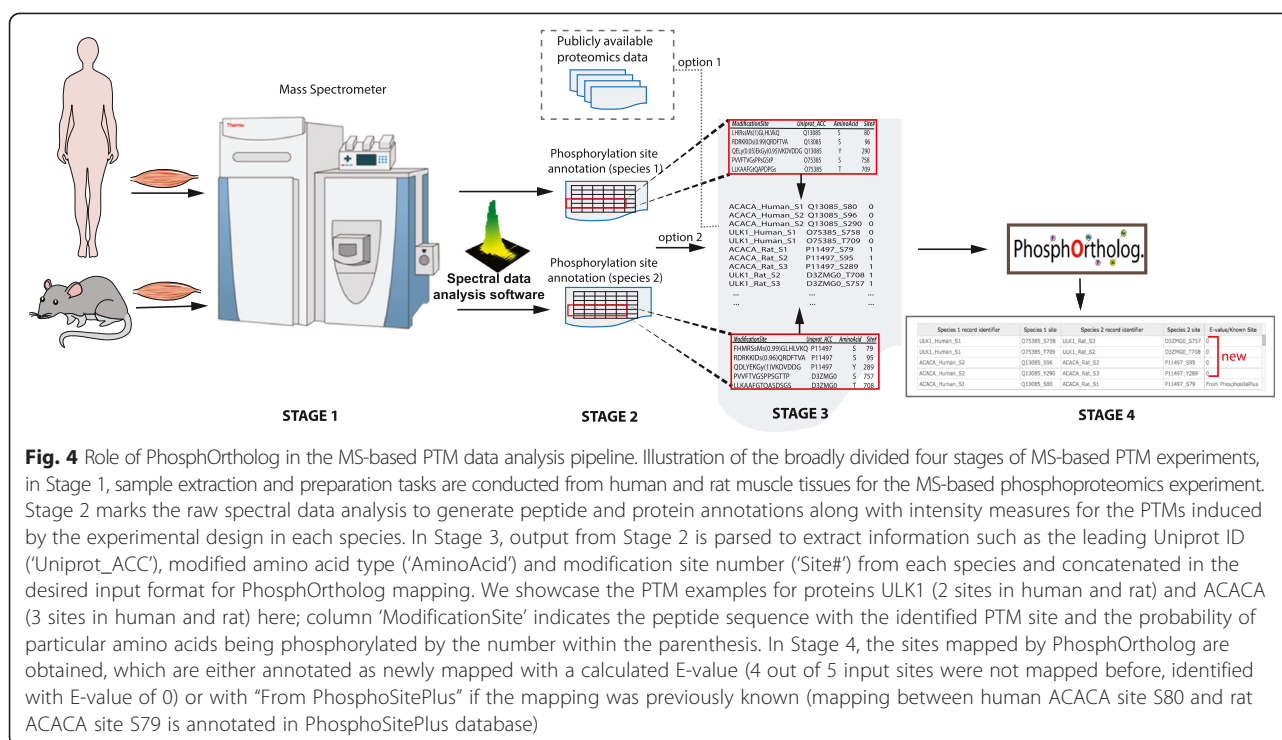 Publicly available
proteomics data
option 1
Mass Spectrometer
Thermo
Phosphorylation site
annotation (species 1)
ModificationSite Uniprot_ACC AminoAcid Site#
LHIRssMs(1)GLHLVkQ Q13085 S 80
RDRKKIDs(0.99)QRDFTVA Q13085 S 96
QELy(0.05)EkGy(0.95)VKDVDDG Q13085 Y 290
PVVFTVGsPPsGStP O75385 S 758
LLKAAFGtQAPDPGs O75385 T 709
option 2
Spectral data
analysis software
Phosphorylation site
annotation (species 2)
ACACA_Human_S1 Q13085_S80 0
ACACA_Human_S2 Q13085_S96 0
ACACA_Human_S2 Q13085_S290 0
ULK1_Human_S1 O75385_S758 0
ULK1_Human_S1 O75385_T709 0
ACACA_Rat_S1 P11497_S79 1
ACACA_Rat_S2 P11497_S95 1
ACACA_Rat_S3 P11497_S289 1
ULK1_Rat_S2 D3ZMG0_T708 1
ULK1_Rat_S3 D3ZMG0_S757 1
... ...
... ...
ModificationSite Uniprot_ACC AminoAcid Site#
FHMRSsMs(0.99)GLHLVKQ P11497 S 79
RDRKKIDs(0.96)QRDFTVA P11497 S 95
QDLYEKGy(1)VKDVDDG P11497 Y 289
PVVFTVGSPPSGTTP D3ZMG0 S 757
LLKAAFGTQASDSGS D3ZMG0 T 708
PhosphOrtholog.
Species 1 record identifier Species 1 site Species 2 record identifier Species 2 site E-value/Known Site
ULK1_Human_S1 O75385_S758 ULK1_Rat_S3 D3ZMG0_S757 0
ULK1_Human_S1 O75385_T709 ULK1_Rat_S2 D3ZMG0_T708 0
ACACA_Human_S2 Q13085_S96 ACACA_Rat_S2 P11497_S95 0
ACACA_Human_S2 Q13085_Y290 ACACA_Rat_S3 P11497_Y289 0
ACACA_Human_S1 Q13085_S80 ACACA_Rat_S1 P11497_S79 From PhosphositePlus
new
STAGE 1 STAGE 2 STAGE 3 STAGE 4
Fig. 4 Role of PhosphOrtholog in the MS-based PTM data analysis pipeline. Illustration of the broadly divided four stages of MS-based PTM experiments,
in Stage 1, sample extraction and preparation tasks are conducted from human and rat muscle tissues for the MS-based phosphoproteomics experiment.
Stage 2 marks the raw spectral data analysis to generate peptide and protein annotations along with intensity measures for the PTMs induced
by the experimental design in each species. In Stage 3, output from Stage 2 is parsed to extract information such as the leading Uniprot ID
(‘Uniprot_ACC’), modified amino acid type (‘AminoAcid’) and modification site number (‘Site#’) from each species and concatenated in the
desired input format for PhosphOrtholog mapping. We showcase the PTM examples for proteins ULK1 (2 sites in human and rat) and ACACA
(3 sites in human and rat) here; column ‘ModificationSite’ indicates the peptide sequence with the identified PTM site and the probability of
particular amino acids being phosphorylated by the number within the parenthesis. In Stage 4, the sites mapped by PhosphOrtholog are
obtained, which are either annotated as newly mapped with a calculated E-value (4 out of 5 input sites were not mapped before, identified
with E-value of 0) or with “From PhosphoSitePlus” if the mapping was previously known (mapping between human ACACA site S80 and rat
ACACA site S79 is annotated in PhosphoSitePlus database)